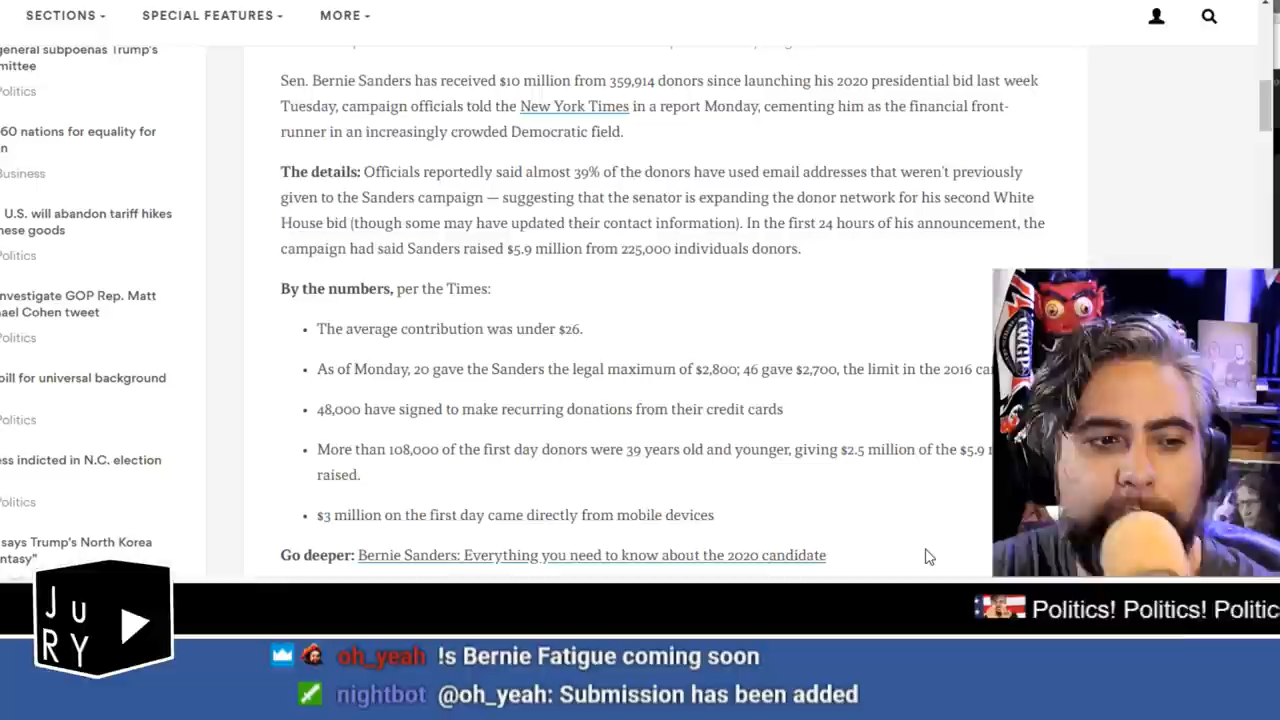 SECTIONS SPECIAL FEATURES MORE
general subpoenas Trump's
mittee
Politics
60 nations for equality for
n
Business
U.S. will abandon tariff hikes
hese goods
Politics
nvestigate GOP Rep. Matt
ael Cohen tweet
Politics
bill for universal background
Politics
ess indicted in N.C. election
Politics
says Trump's North Korea
ntasy"
Sen. Bernie Sanders has received $10 million from 359,914 donors since launching his 2020 presidential bid last week
Tuesday, campaign officials told the New York Times in a report Monday, cementing him as the financial front-
runner in an increasingly crowded Democratic field.
The details: Officials reportedly said almost 39% of the donors have used email addresses that weren't previously
given to the Sanders campaign — suggesting that the senator is expanding the donor network for his second White
House bid (though some may have updated their contact information). In the first 24 hours of his announcement, the
campaign had said Sanders raised $5.9 million from 225,000 individuals donors.
By the numbers, per the Times:
• The average contribution was under $26.
• As of Monday, 20 gave the Sanders the legal maximum of $2,800; 46 gave $2,700, the limit in the 2016 ca
• 48,000 have signed to make recurring donations from their credit cards
• More than 108,000 of the first day donors were 39 years old and younger, giving $2.5 million of the $5.9
raised.
• $3 million on the first day came directly from mobile devices
Go deeper: Bernie Sanders: Everything you need to know about the 2020 candidate
JURY
Politics! Politics! Politic
oh_yeah !s Bernie Fatigue coming soon
nightbot @oh_yeah: Submission has been added